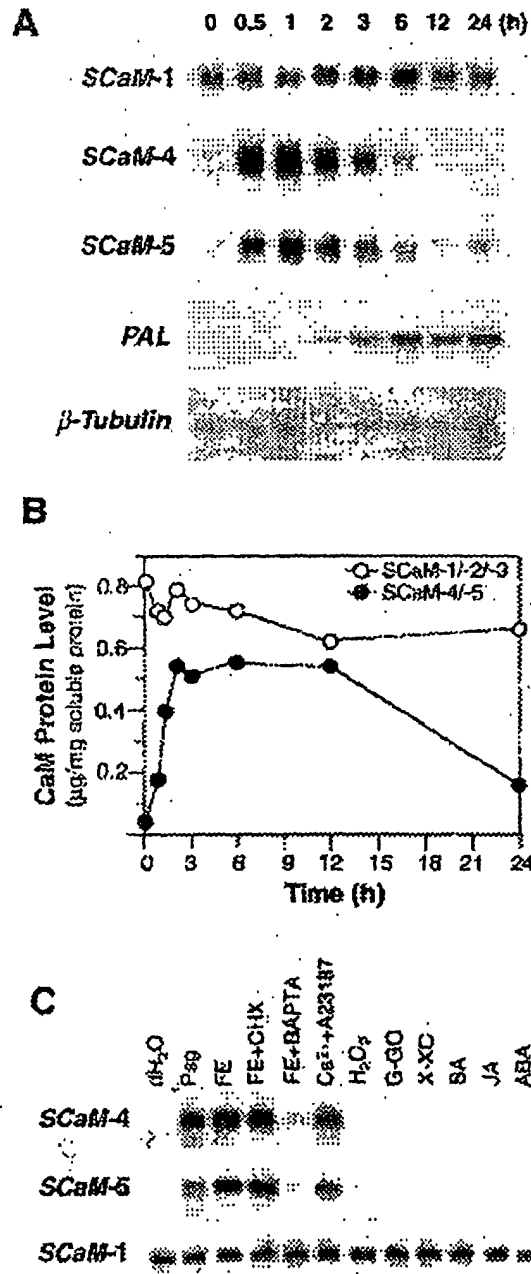 A
0 0.5 1 2 3 6 12 24 (h)
SCaM-1
SCaM-4
SCaM-5
PAL
β-Tubulin
B
CaM Protein Level
(µg/mg soluble protein)
0.8
0.6
0.4
0.2
SCaM-1/-2/-3
SCaM-4/-5
0 3 6 9 12 15 18 21 24
Time (h)
C
dH₂O Psg FE FE+CHX FE+BAPTA Ca²⁺+A23187 H₂O₂ G-GO X-XO SA JA ABA
SCaM-4
SCaM-5
SCaM-1